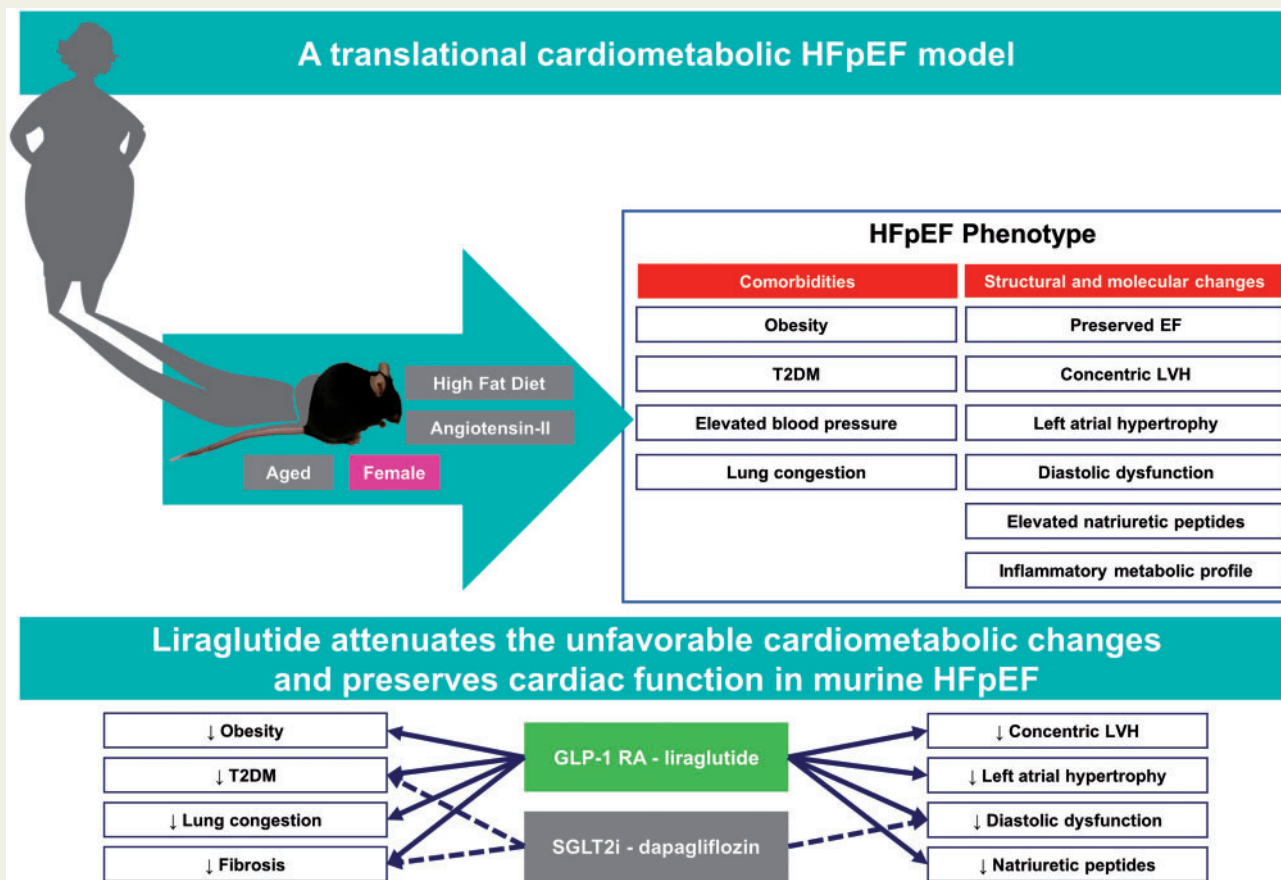 A translational cardiometabolic HFpEF model
High Fat Diet
Angiotensin-II
Aged
Female
HFpEF Phenotype
Comorbidities
Obesity
T2DM
Elevated blood pressure
Lung congestion
Structural and molecular changes
Preserved EF
Concentric LVH
Left atrial hypertrophy
Diastolic dysfunction
Elevated natriuretic peptides
Inflammatory metabolic profile
Liraglutide attenuates the unfavorable cardiometabolic changes
and preserves cardiac function in murine HFpEF
↓ Obesity
↓ T2DM
↓ Lung congestion
↓ Fibrosis
GLP-1 RA - liraglutide
SGLT2i - dapagliflozin
↓ Concentric LVH
↓ Left atrial hypertrophy
↓ Diastolic dysfunction
↓ Natriuretic peptides